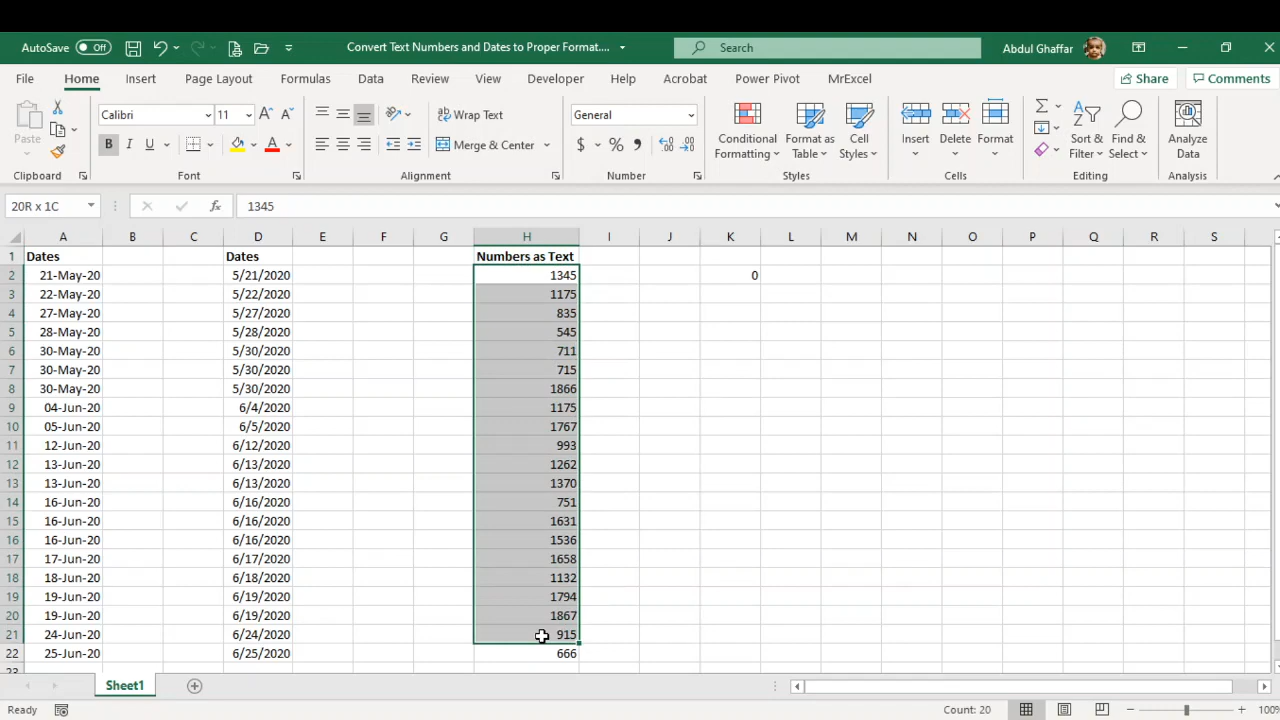 AutoSave Off Convert Text Numbers and Dates to Proper Format.... Search Abdul Ghaffar
File Home Insert Draw Page Layout Formulas Data Review View Developer Help Acrobat Power Pivot MrExcel Share Comments
Paste Calibri 11 A A Wrap Text General Conditional Formatting Format as Table Cell Styles Insert Delete Format Sort & Filter Find & Select Analyze Data
B I U A Merge & Center $ % ,
Clipboard Font Alignment Number Styles Cells Editing Analysis
20R x 1C fx 1345
A B C D E F G H I J K L M N O P Q R S
1 Dates Dates Numbers as Text
2 21-May-20 5/21/2020 1345 0
3 22-May-20 5/22/2020 1175
4 27-May-20 5/27/2020 835
5 28-May-20 5/28/2020 545
6 30-May-20 5/30/2020 711
7 30-May-20 5/30/2020 715
8 30-May-20 5/30/2020 1866
9 04-Jun-20 6/4/2020 1175
10 05-Jun-20 6/5/2020 1767
11 12-Jun-20 6/12/2020 993
12 13-Jun-20 6/13/2020 1262
13 13-Jun-20 6/13/2020 1370
14 16-Jun-20 6/16/2020 751
15 16-Jun-20 6/16/2020 1631
16 16-Jun-20 6/16/2020 1536
17 17-Jun-20 6/17/2020 1658
18 18-Jun-20 6/18/2020 1132
19 19-Jun-20 6/19/2020 1794
20 19-Jun-20 6/19/2020 1867
21 24-Jun-20 6/24/2020 915
22 25-Jun-20 6/25/2020 666
23
Sheet1
Ready Count: 20 100%